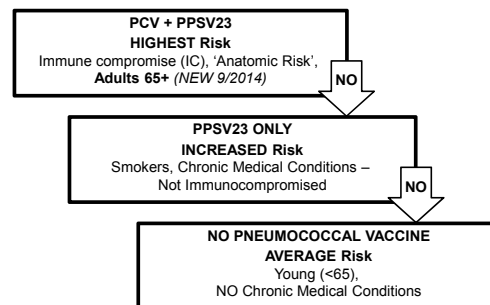 PCV + PPSV23
HIGHEST Risk
Immune compromise (IC), ‘Anatomic Risk’,
Adults 65+ (NEW 9/2014)
NO
PPSV23 ONLY
INCREASED Risk
Smokers, Chronic Medical Conditions –
Not Immunocompromised
NO
NO PNEUMOCOCCAL VACCINE
AVERAGE Risk
Young (<65),
NO Chronic Medical Conditions